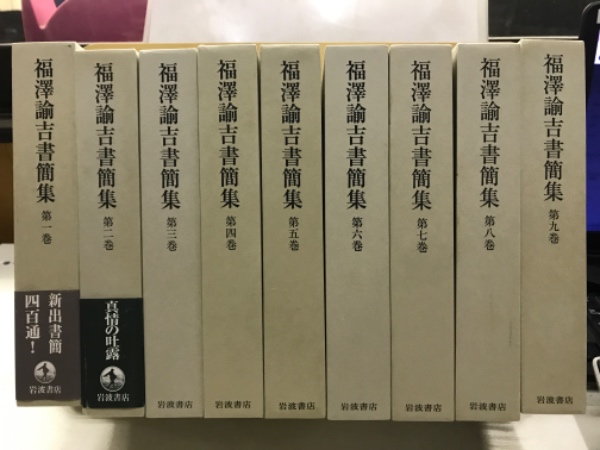 福澤諭吉書簡集 第一巻
新出書簡
四百通!
岩波書店
福澤諭吉書簡集 第二巻
真情の吐露
岩波書店
福澤諭吉書簡集 第三巻
岩波書店
福澤諭吉書簡集 第四巻
岩波書店
福澤諭吉書簡集 第五巻
岩波書店
福澤諭吉書簡集 第六巻
岩波書店
福澤諭吉書簡集 第七巻
岩波書店
福澤諭吉書簡集 第八巻
岩波書店
福澤諭吉書簡集 第九巻
岩波書店